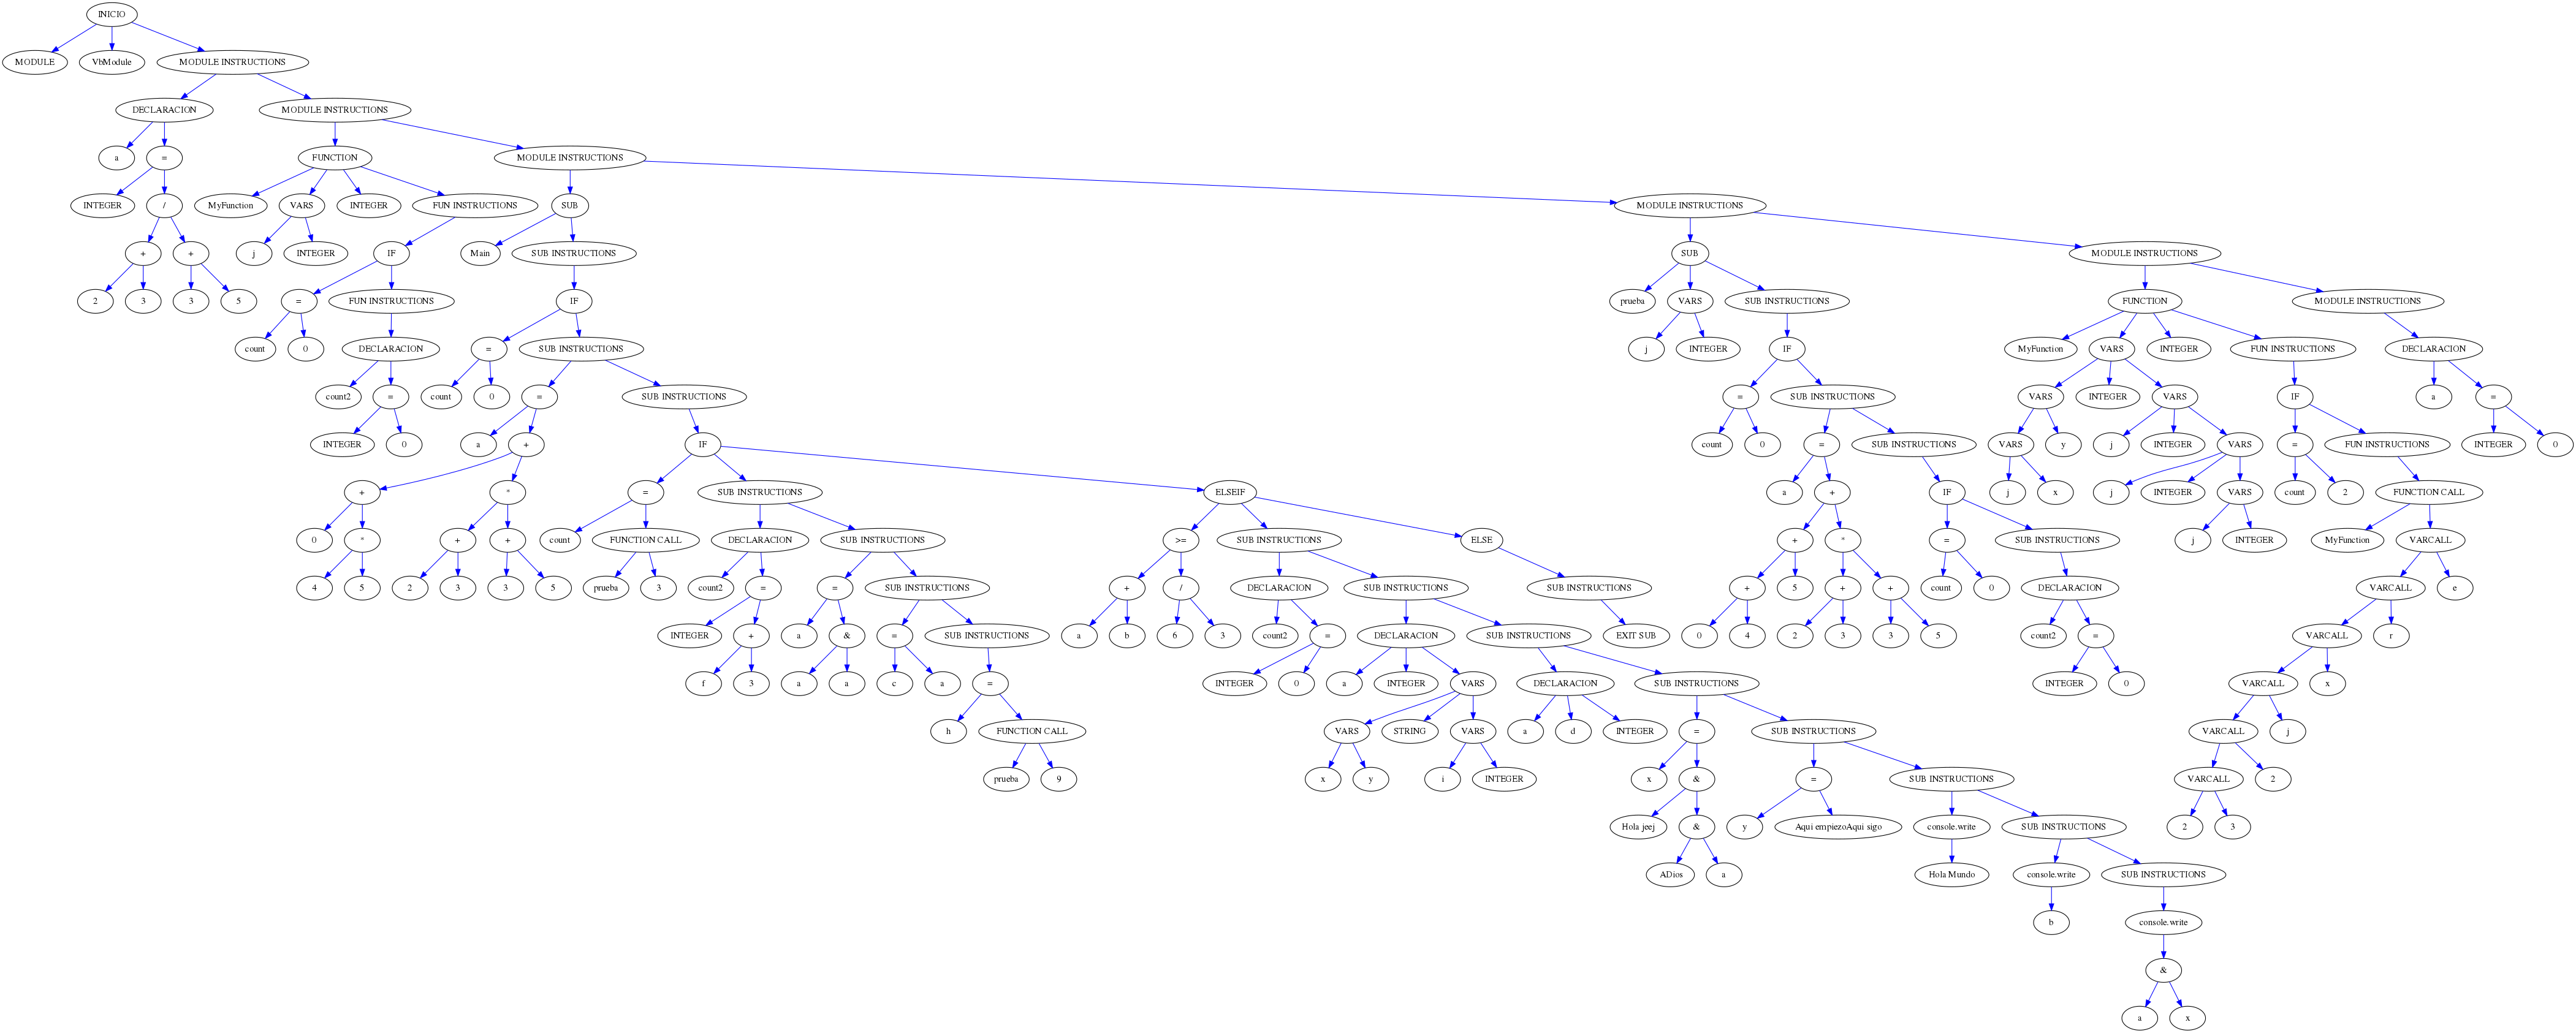 INICIO
MODULE VbModule MODULE INSTRUCTIONS
DECLARACION MODULE INSTRUCTIONS
a = FUNCTION MODULE INSTRUCTIONS
INTEGER / MyFunction VARS INTEGER FUN INSTRUCTIONS SUB MODULE INSTRUCTIONS
+ + j INTEGER IF Main SUB INSTRUCTIONS SUB MODULE INSTRUCTIONS
2 3 3 5 = FUN INSTRUCTIONS IF prueba VARS SUB INSTRUCTIONS FUNCTION MODULE INSTRUCTIONS
count 0 DECLARACION = SUB INSTRUCTIONS j INTEGER IF MyFunction VARS INTEGER FUN INSTRUCTIONS DECLARACION
count2 = count 0 = SUB INSTRUCTIONS = SUB INSTRUCTIONS VARS INTEGER VARS IF a =
INTEGER 0 a + IF count 0 = SUB INSTRUCTIONS VARS y j INTEGER VARS = FUN INSTRUCTIONS INTEGER 0
+ * = SUB INSTRUCTIONS ELSEIF a + IF j x j INTEGER VARS count 2 FUNCTION CALL
0 * + + count FUNCTION CALL DECLARACION SUB INSTRUCTIONS >= SUB INSTRUCTIONS ELSE + * = SUB INSTRUCTIONS j INTEGER MyFunction VARCALL
4 5 2 3 3 5 prueba 3 count2 = = SUB INSTRUCTIONS + / DECLARACION SUB INSTRUCTIONS SUB INSTRUCTIONS + 5 + + count 0 DECLARACION VARCALL e
INTEGER + a & = SUB INSTRUCTIONS a b 6 3 count2 = DECLARACION SUB INSTRUCTIONS EXIT SUB 0 4 2 3 3 5 count2 = VARCALL r
f 3 a a c a = INTEGER 0 a INTEGER VARS DECLARACION SUB INSTRUCTIONS INTEGER 0 VARCALL x
h FUNCTION CALL VARS STRING VARS a d INTEGER = SUB INSTRUCTIONS VARCALL j
prueba 9 x y i INTEGER x & = SUB INSTRUCTIONS VARCALL 2
Hola jeej & y Aqui empiezoAqui sigo console.write SUB INSTRUCTIONS 2 3
ADios a Hola Mundo console.write SUB INSTRUCTIONS
b console.write
&
a x